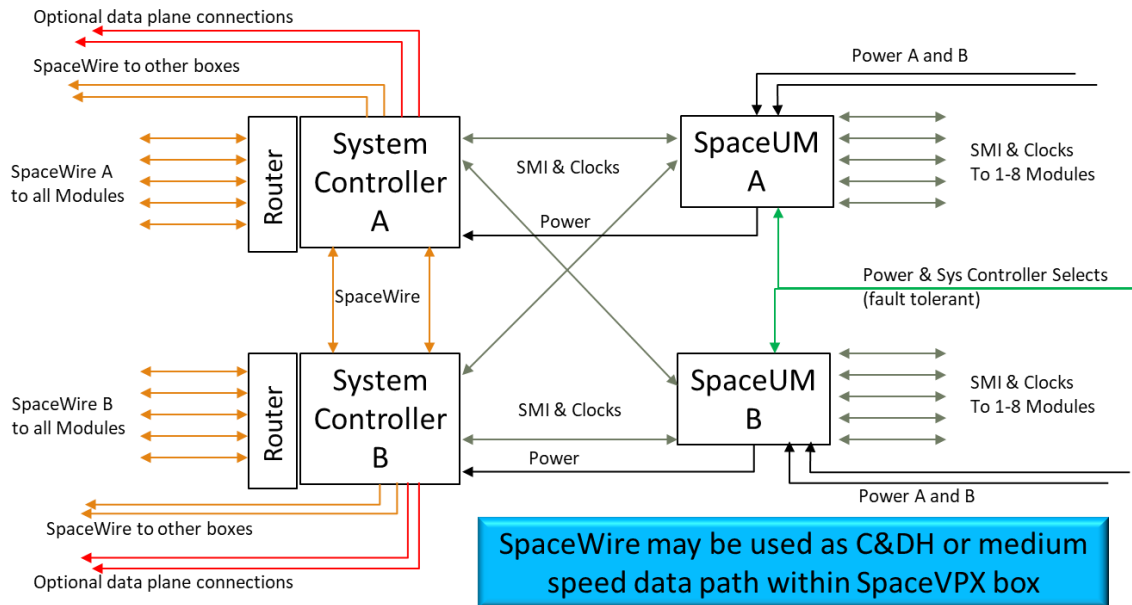 Optional data plane connections
SpaceWire to other boxes
Power A and B
Router
System
Controller
A
SpaceUM
A
SpaceWire A
to all Modules
SMI & Clocks
SMI & Clocks
To 1-8 Modules
Power
SpaceWire
Power & Sys Controller Selects
(fault tolerant)
Router
System
Controller
B
SpaceUM
B
SpaceWire B
to all Modules
SMI & Clocks
SMI & Clocks
To 1-8 Modules
Power
Power A and B
SpaceWire to other boxes
Optional data plane connections
SpaceWire may be used as C&DH or medium
speed data path within SpaceVPX box